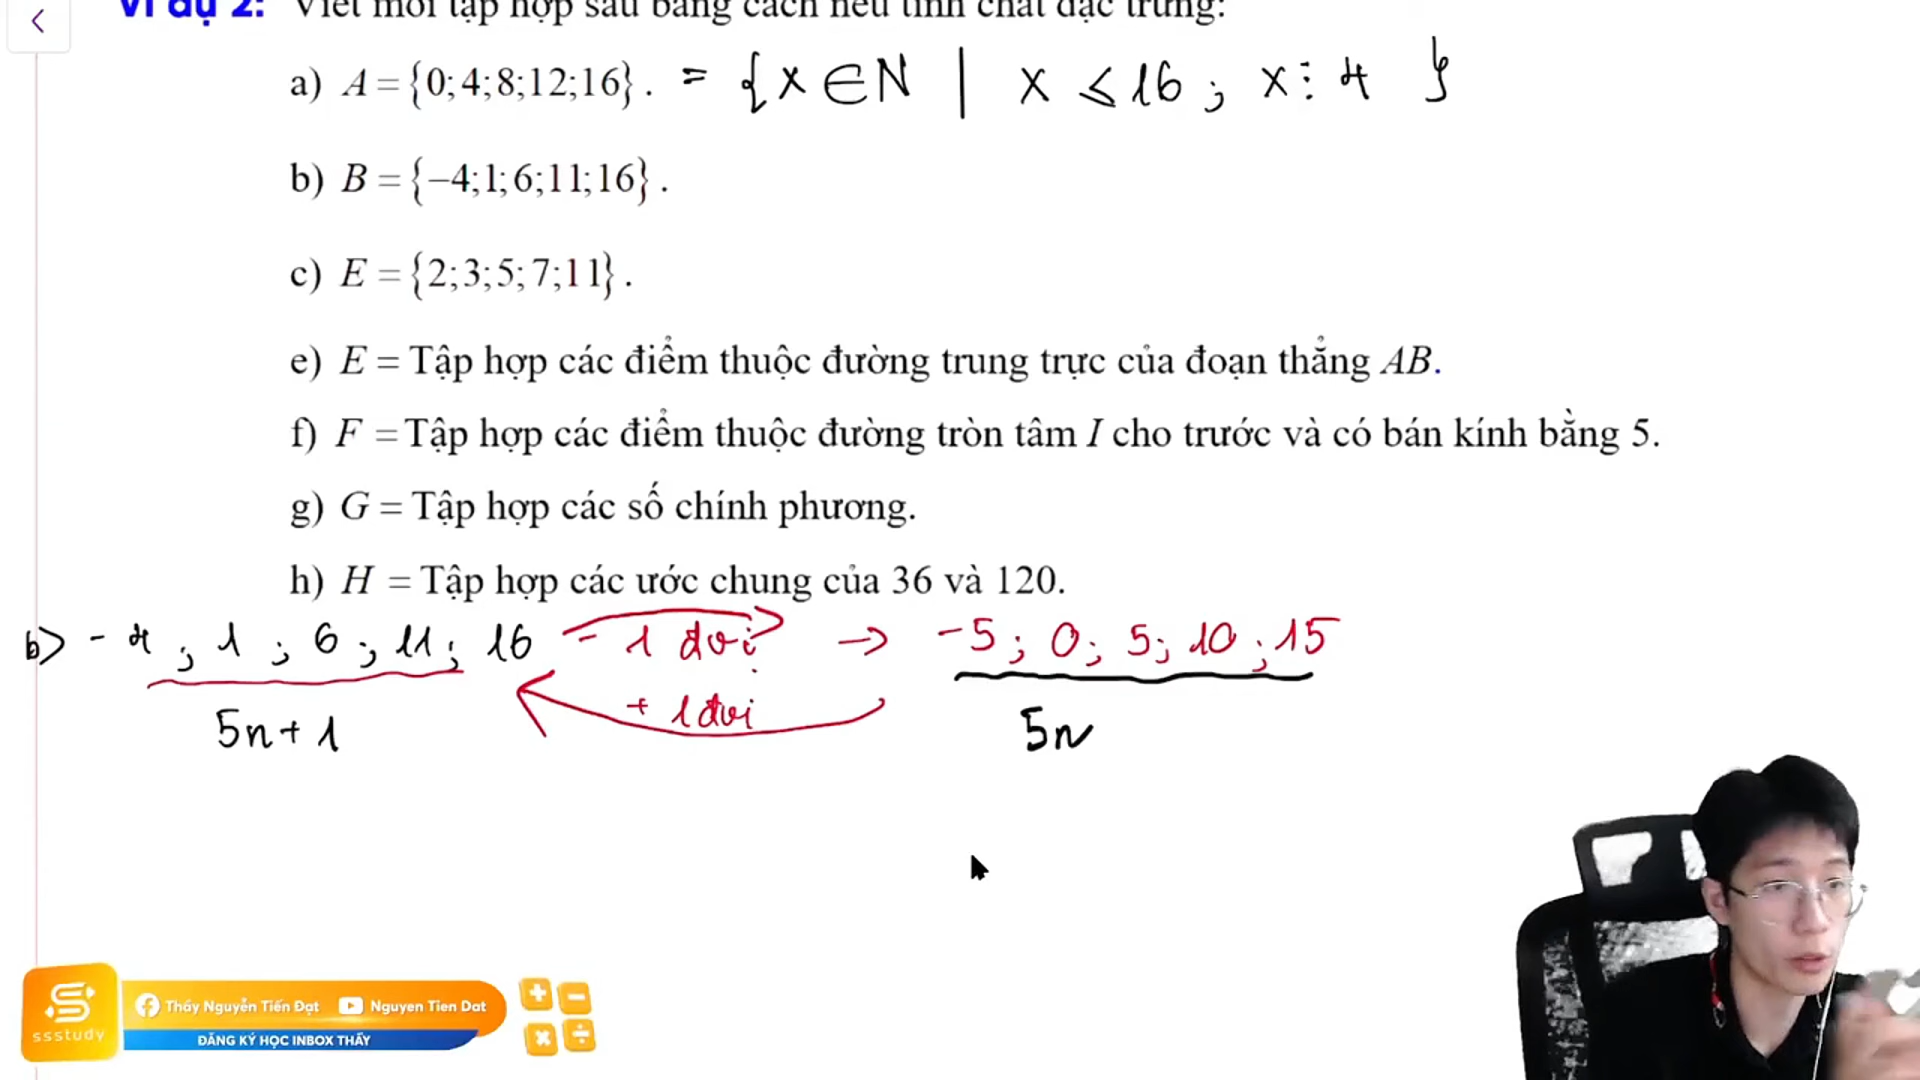 Ví dụ 2: Viết mỗi tập hợp sau bằng cách nêu tính chất đặc trưng:
a) A = {0;4;8;12;16}. = {x ∈ N | x ≤ 16 ; x ⋮ 4 }
b) B = {−4;1;6;11;16}.
c) E = {2;3;5;7;11}.
e) E = Tập hợp các điểm thuộc đường trung trực của đoạn thẳng AB.
f) F = Tập hợp các điểm thuộc đường tròn tâm I cho trước và có bán kính bằng 5.
g) G = Tập hợp các số chính phương.
h) H = Tập hợp các ước chung của 36 và 120.
b> -4 ; 1 ; 6 ; 11 ; 16 - 1 đvị → -5 ; 0 ; 5 ; 10 ; 15
+ 1 đvi
5n + 1 5n
ssstudy
Thầy Nguyễn Tiến Đạt Nguyen Tien Dat
ĐĂNG KÝ HỌC INBOX THẦY